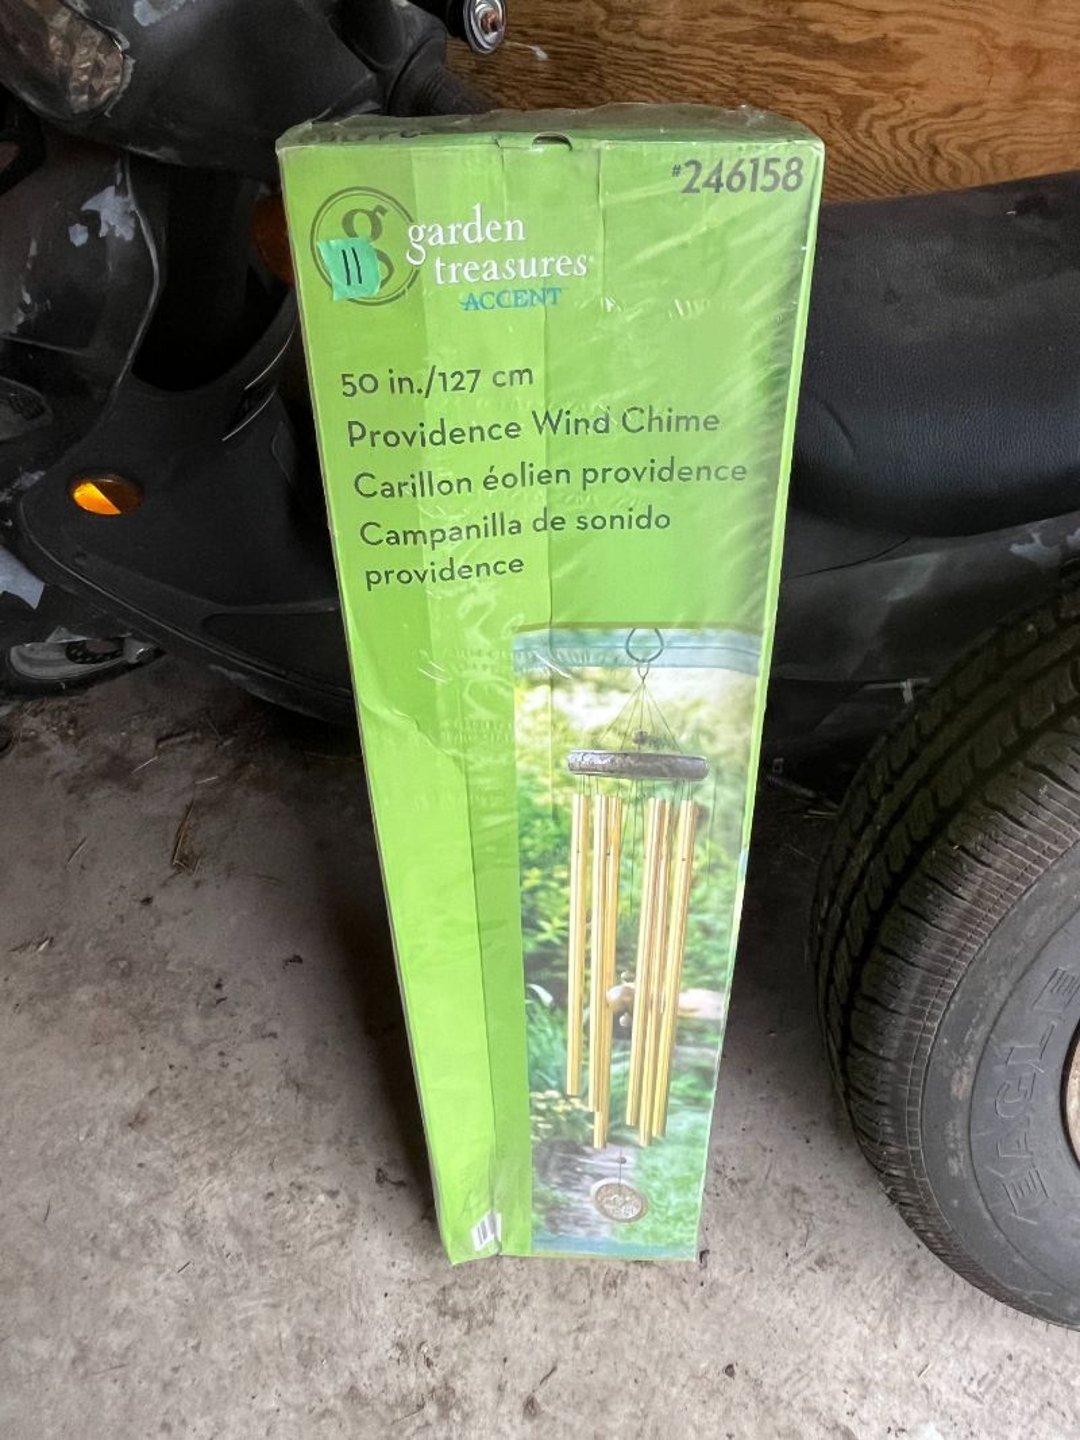 #246158
g
11
garden
treasures
ACCENT
50 in./127 cm
Providence Wind Chime
Carillon éolien providence
Campanilla de sonido
providence
EAGLE